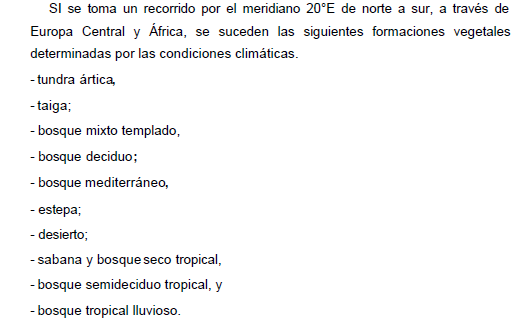 SI se toma un recorrido por el meridiano 20°E de norte a sur, a través de
Europa Central y África, se suceden las siguientes formaciones vegetales
determinadas por las condiciones climáticas.
- tundra ártica,
- taiga;
- bosque mixto templado,
- bosque deciduo;
- bosque mediterráneo,
- estepa;
- desierto;
- sabana y bosque seco tropical,
- bosque semideciduo tropical, y
- bosque tropical lluvioso.